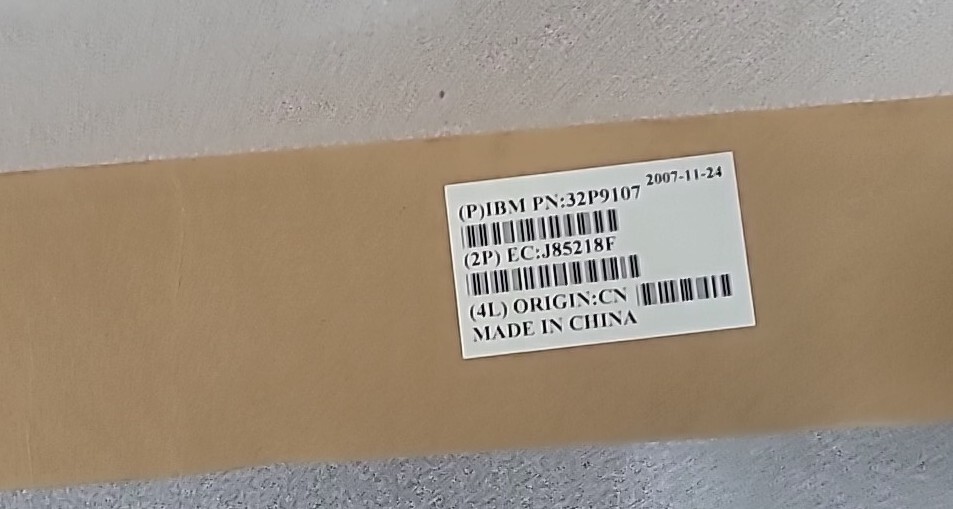 (P)IBM PN:32P9107 2007-11-24
(2P) EC:J85218F
(4L) ORIGIN:CN
MADE IN CHINA